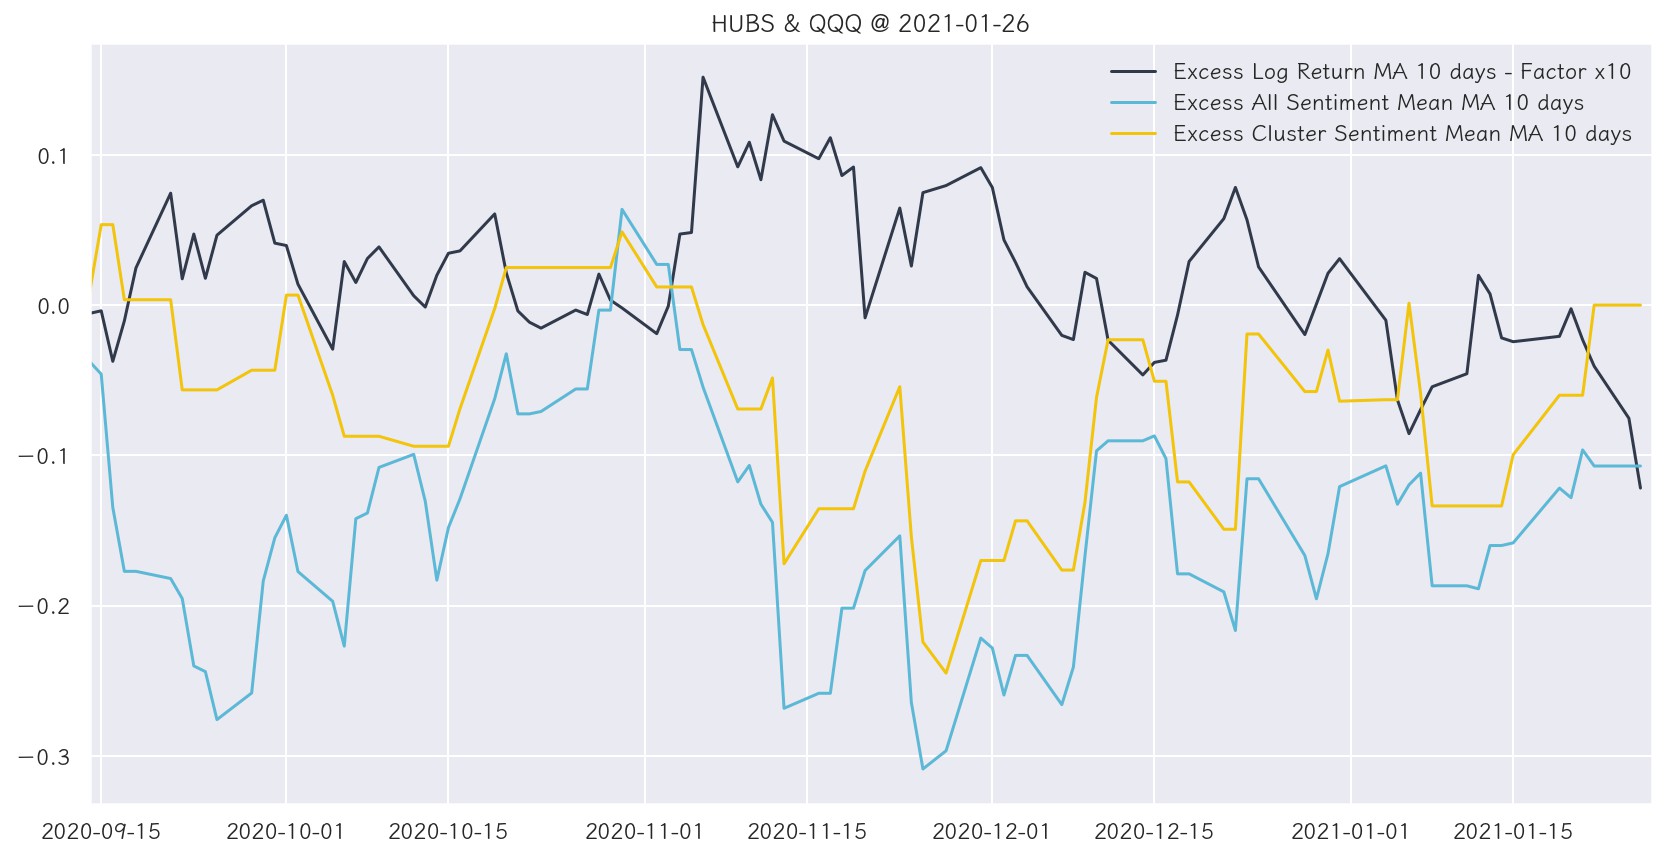 HUBS & QQQ @ 2021-01-26
Excess Log Return MA 10 days - Factor x10
Excess All Sentiment Mean MA 10 days
Excess Cluster Sentiment Mean MA 10 days
0.1
0.0
−0.1
−0.2
−0.3
2020-09-15 2020-10-01 2020-10-15 2020-11-01 2020-11-15 2020-12-01 2020-12-15 2021-01-01 2021-01-15